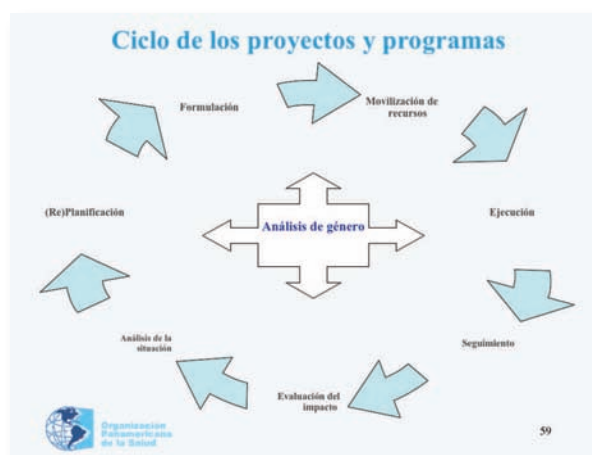 Ciclo de los proyectos y programas
Formulación
Movilización de
recursos
(Re)Planificación
Análisis de género
Ejecución
Análisis de la
situación
Seguimiento
Evaluación del
impacto
Organización
Panamericana
de la Salud
59